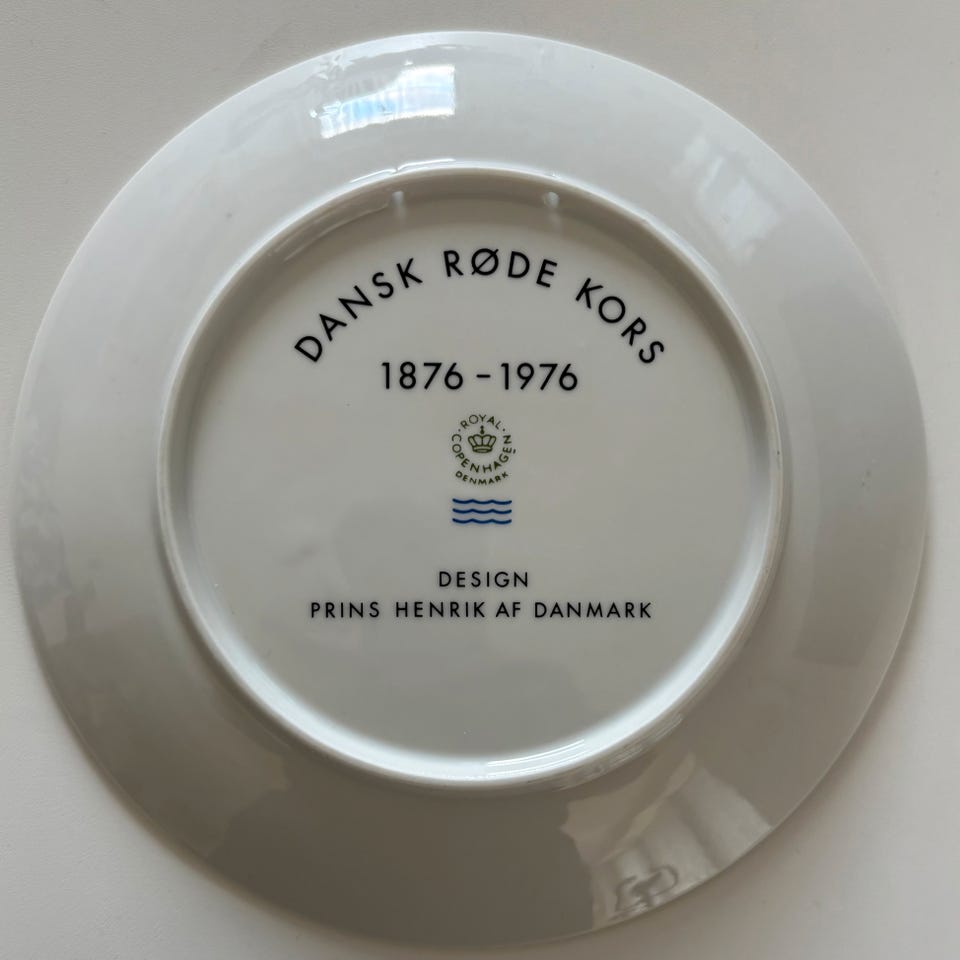 DANSK RØDE KORS
1876 - 1976
ROYAL
COPENHAGEN
DENMARK
DESIGN
PRINS HENRIK AF DANMARK